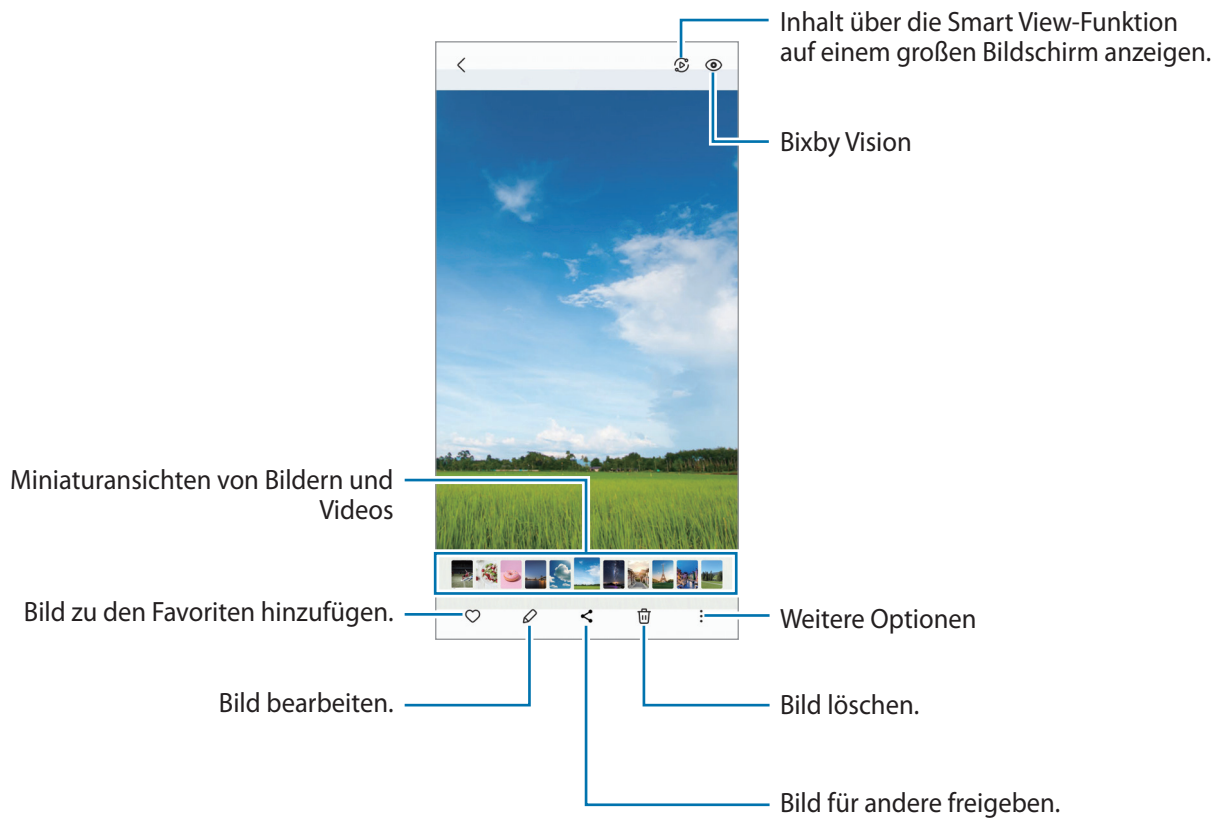 Inhalt über die Smart View-Funktion
auf einem großen Bildschirm anzeigen.
Bixby Vision
Miniaturansichten von Bildern und
Videos
Bild zu den Favoriten hinzufügen.
Weitere Optionen
Bild bearbeiten.
Bild löschen.
Bild für andere freigeben.